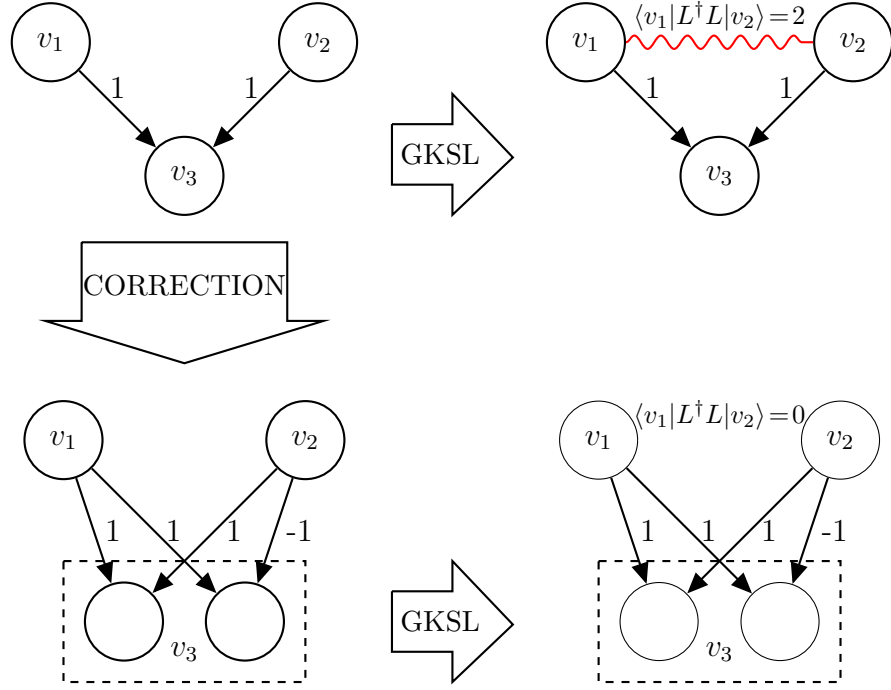 v₁
v₂
1
1
v₃
GKSL
⟨v₁|L†L|v₂⟩=2
v₁
v₂
1
1
v₃
CORRECTION
v₁
v₂
1
1
1
-1
v₃
GKSL
⟨v₁|L†L|v₂⟩=0
v₁
v₂
1
1
1
-1
v₃